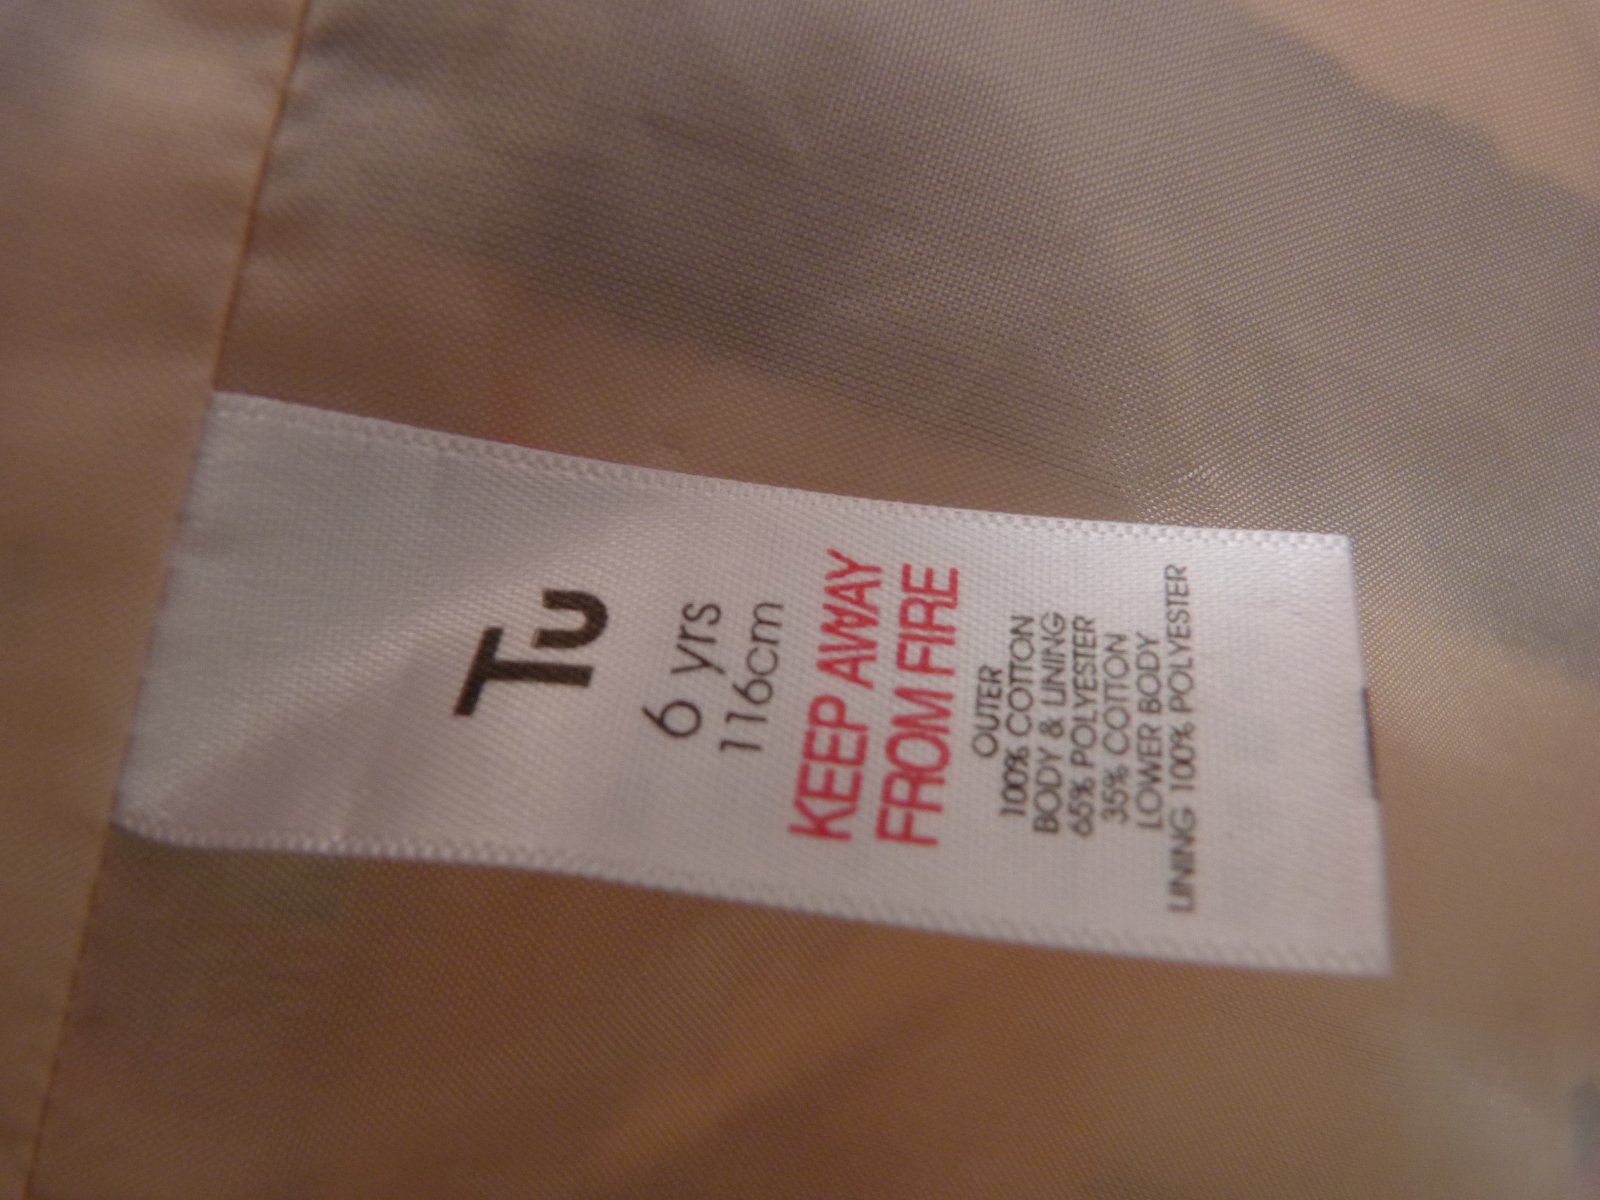 Tu
6 yrs
116cm
KEEP AWAY
FROM FIRE
OUTER
100% COTTON
BODY & LINING
65% POLYESTER
35% COTTON
LOWER BODY
LINING 100% POLYESTER